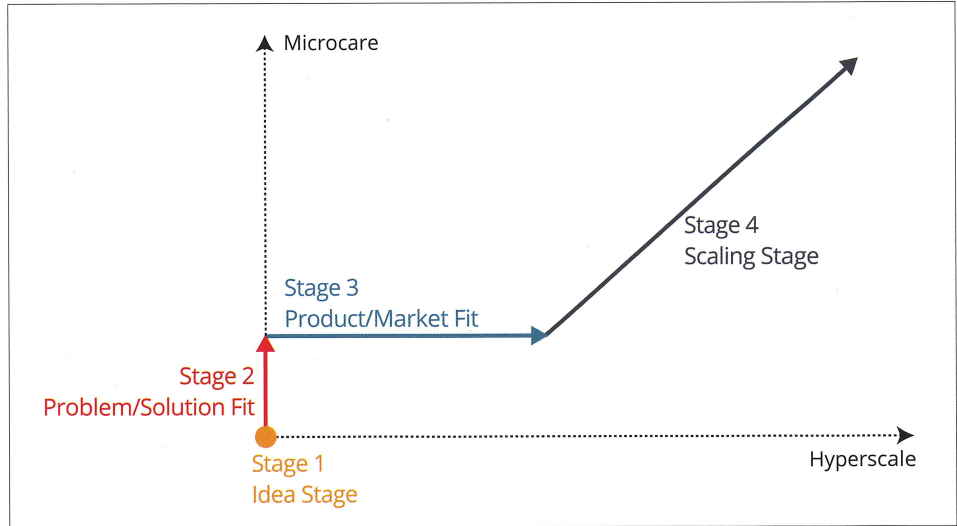 Microcare
Stage 4
Scaling Stage
Stage 3
Product/Market Fit
Stage 2
Problem/Solution Fit
Hyperscale
Stage 1
Idea Stage